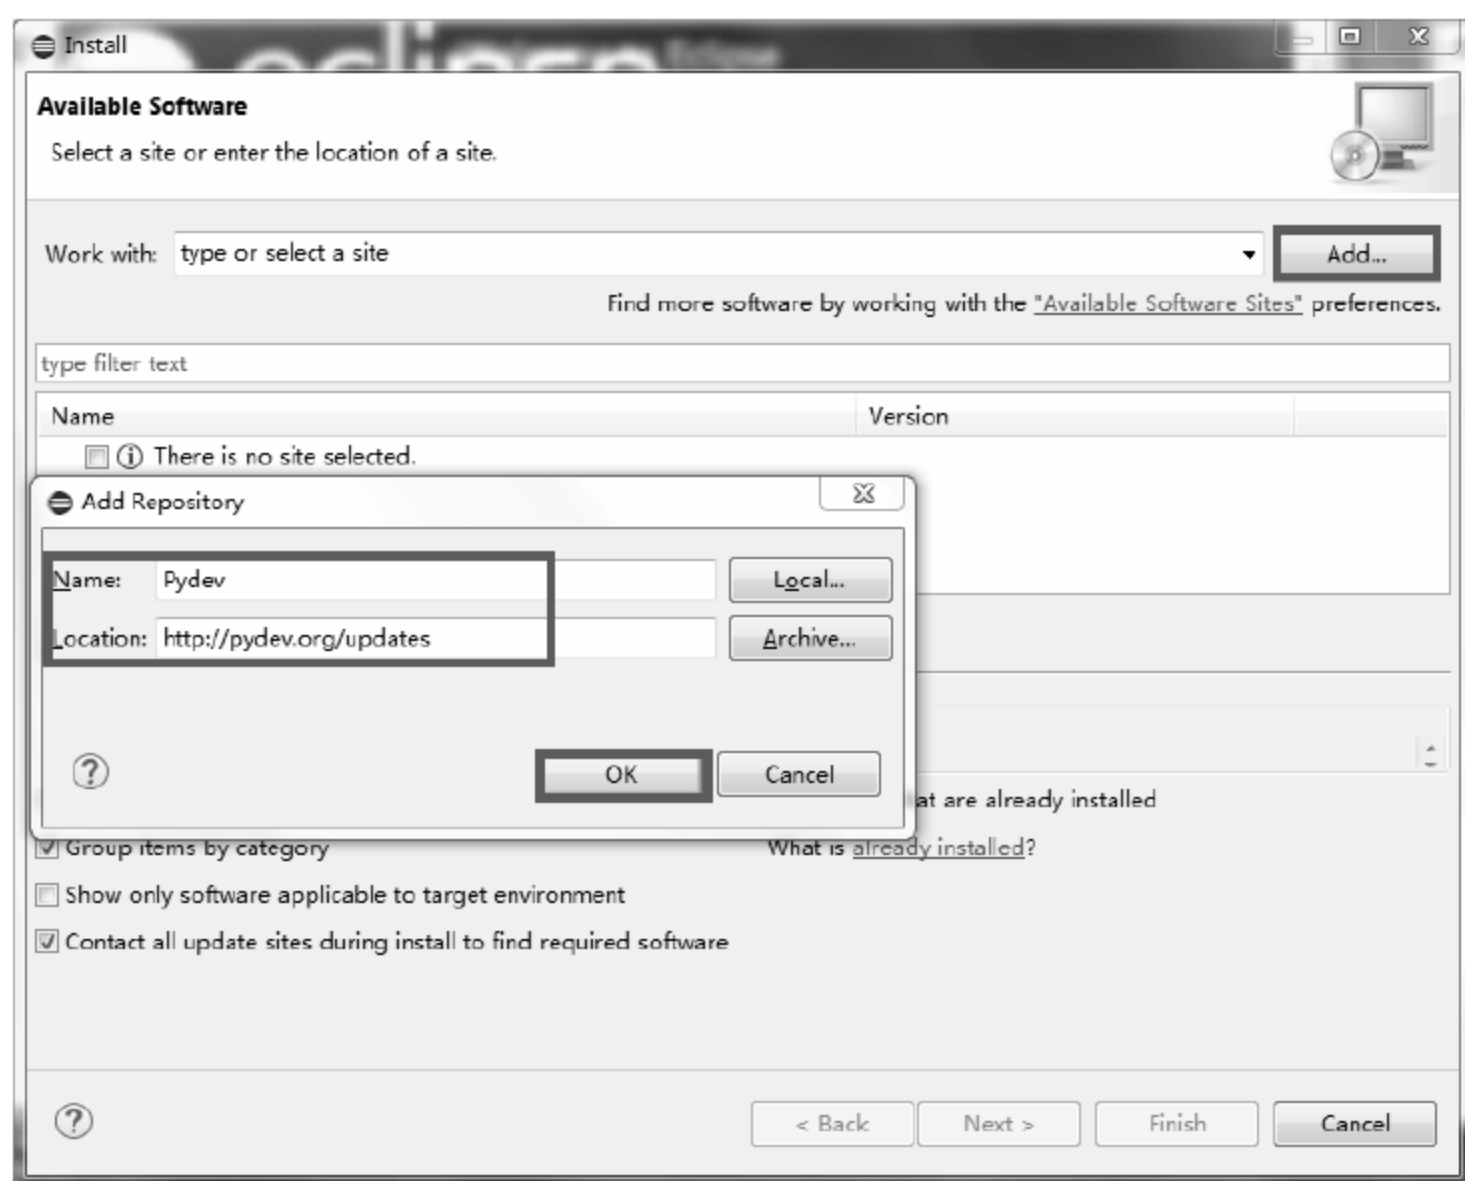 Install
Eclipse
Available Software
Select a site or enter the location of a site.
Work with: type or select a site
Add...
Find more software by working with the "Available Software Sites" preferences.
type filter text
Name Version
There is no site selected.
Add Repository
Name: Pydev Local...
Location: http://pydev.org/updates Archive...
OK Cancel
at are already installed
Group items by category What is already installed?
Show only software applicable to target environment
Contact all update sites during install to find required software
< Back Next > Finish Cancel